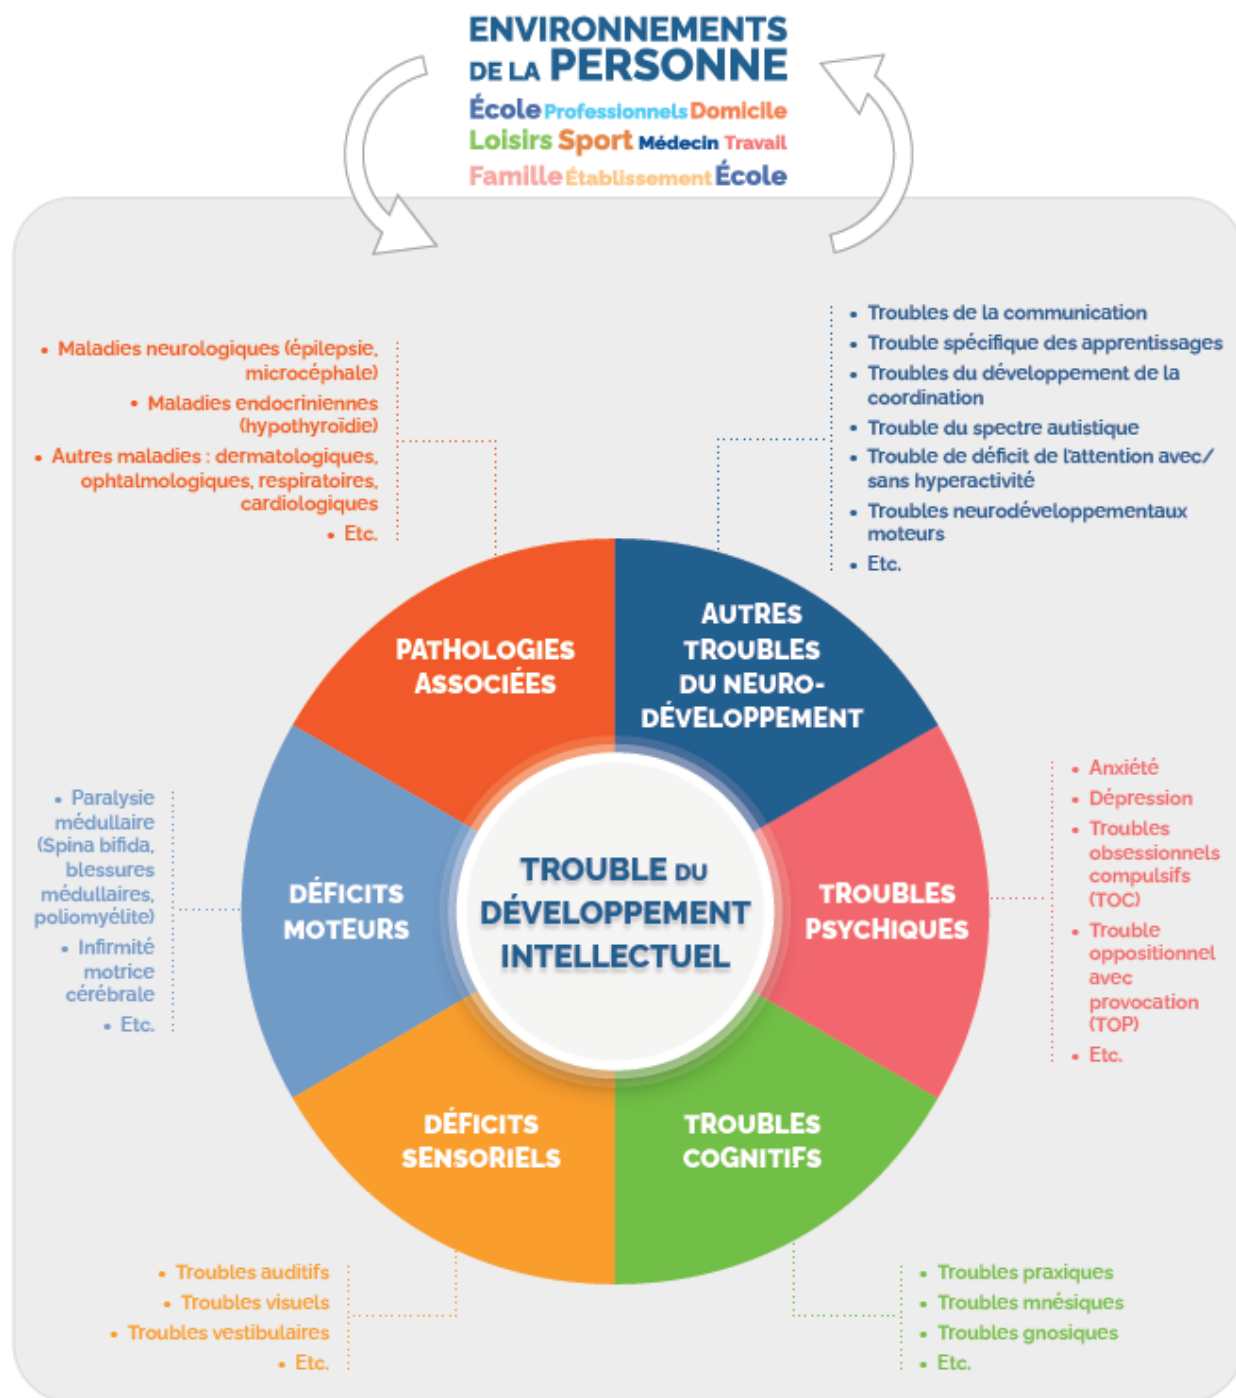 ENVIRONNEMENTS
DE LA PERSONNE
École Professionnels Domicile
Loisirs Sport Médecin Travail
Famille Établissement École
• Maladies neurologiques (épilepsie,
microcéphale)
• Maladies endocriniennes
(hypothyroïdie)
• Autres maladies : dermatologiques,
ophtalmologiques, respiratoires,
cardiologiques
• Etc.
• Troubles de la communication
• Trouble spécifique des apprentissages
• Troubles du développement de la
coordination
• Trouble du spectre autistique
• Trouble de déficit de l'attention avec/
sans hyperactivité
• Troubles neurodéveloppementaux
moteurs
• Etc.
PATHOLOGIES
ASSOCIÉES
AUTRES
TROUBLES
DU NEURO-
DÉVELOPPEMENT
• Paralysie
médullaire
(Spina bifida,
blessures
médullaires,
poliomyélite)
• Infirmité
motrice
cérébrale
• Etc.
DÉFICITS
MOTEURS
TROUBLE DU
DÉVELOPPEMENT
INTELLECTUEL
TROUBLES
PSYCHIQUES
• Anxiété
• Dépression
• Troubles
obsessionnels
compulsifs
(TOC)
• Trouble
oppositionnel
avec
provocation
(TOP)
• Etc.
DÉFICITS
SENSORIELS
TROUBLES
COGNITIFS
• Troubles auditifs
• Troubles visuels
• Troubles vestibulaires
• Etc.
• Troubles praxiques
• Troubles mnésiques
• Troubles gnosiques
• Etc.